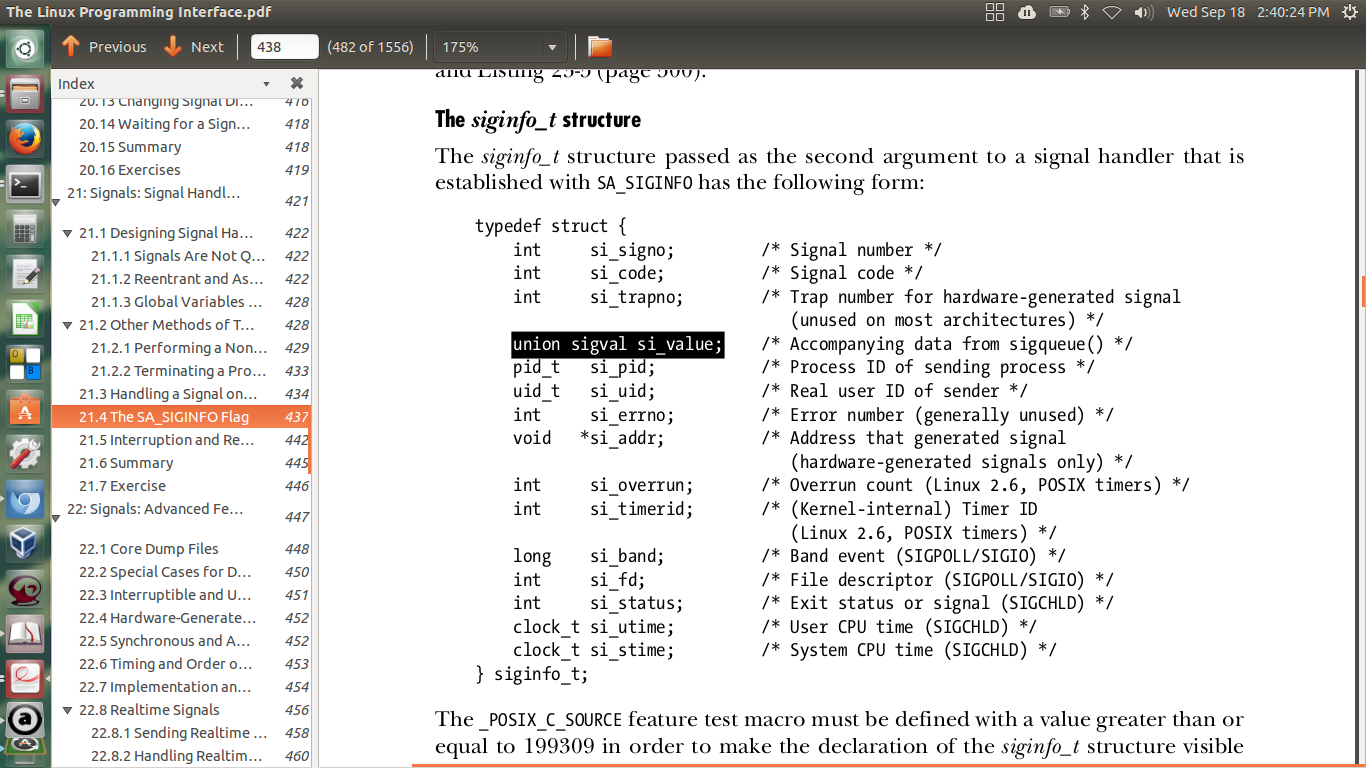 The Linux Programming Interface.pdf
Wed Sep 18 2:40:24 PM
Previous Next 438 (482 of 1556) 175%
Index
20.13 Changing Signal Di... 416
20.14 Waiting for a Sign... 418
20.15 Summary 418
20.16 Exercises 419
21: Signals: Signal Handl... 421
21.1 Designing Signal Ha... 422
21.1.1 Signals Are Not Q... 422
21.1.2 Reentrant and As... 422
21.1.3 Global Variables ... 428
21.2 Other Methods of T... 428
21.2.1 Performing a Non... 429
21.2.2 Terminating a Pro... 433
21.3 Handling a Signal on... 434
21.4 The SA_SIGINFO Flag 437
21.5 Interruption and Re... 442
21.6 Summary 445
21.7 Exercise 446
22: Signals: Advanced Fe... 447
22.1 Core Dump Files 448
22.2 Special Cases for D... 450
22.3 Interruptible and U... 451
22.4 Hardware-Generate... 452
22.5 Synchronous and A... 452
22.6 Timing and Order o... 453
22.7 Implementation an... 454
22.8 Realtime Signals 456
22.8.1 Sending Realtime ... 458
22.8.2 Handling Realtim... 460
and Listing 23-5 (page 500).
The siginfo_t structure
The siginfo_t structure passed as the second argument to a signal handler that is
established with SA_SIGINFO has the following form:
typedef struct {
int si_signo; /* Signal number */
int si_code; /* Signal code */
int si_trapno; /* Trap number for hardware-generated signal
(unused on most architectures) */
union sigval si_value; /* Accompanying data from sigqueue() */
pid_t si_pid; /* Process ID of sending process */
uid_t si_uid; /* Real user ID of sender */
int si_errno; /* Error number (generally unused) */
void *si_addr; /* Address that generated signal
(hardware-generated signals only) */
int si_overrun; /* Overrun count (Linux 2.6, POSIX timers) */
int si_timerid; /* (Kernel-internal) Timer ID
(Linux 2.6, POSIX timers) */
long si_band; /* Band event (SIGPOLL/SIGIO) */
int si_fd; /* File descriptor (SIGPOLL/SIGIO) */
int si_status; /* Exit status or signal (SIGCHLD) */
clock_t si_utime; /* User CPU time (SIGCHLD) */
clock_t si_stime; /* System CPU time (SIGCHLD) */
} siginfo_t;
The _POSIX_C_SOURCE feature test macro must be defined with a value greater than or
equal to 199309 in order to make the declaration of the siginfo_t structure visible